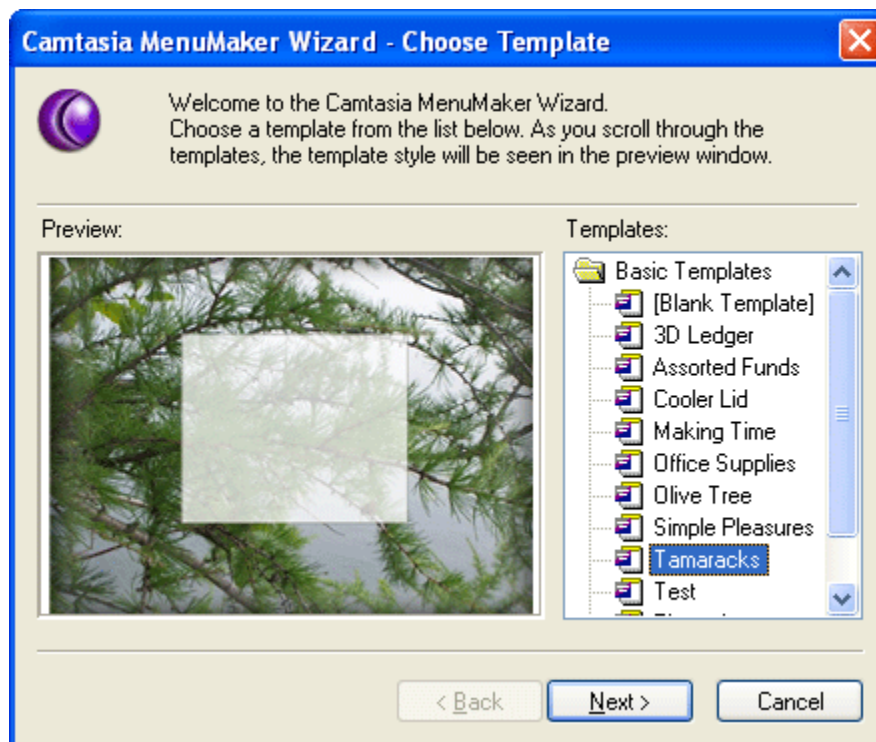 Camtasia MenuMaker Wizard - Choose Template
Welcome to the Camtasia MenuMaker Wizard.
Choose a template from the list below. As you scroll through the
templates, the template style will be seen in the preview window.
Preview:
Templates:
Basic Templates
[Blank Template]
3D Ledger
Assorted Funds
Cooler Lid
Making Time
Office Supplies
Olive Tree
Simple Pleasures
Tamaracks
Test
< Back
Next >
Cancel